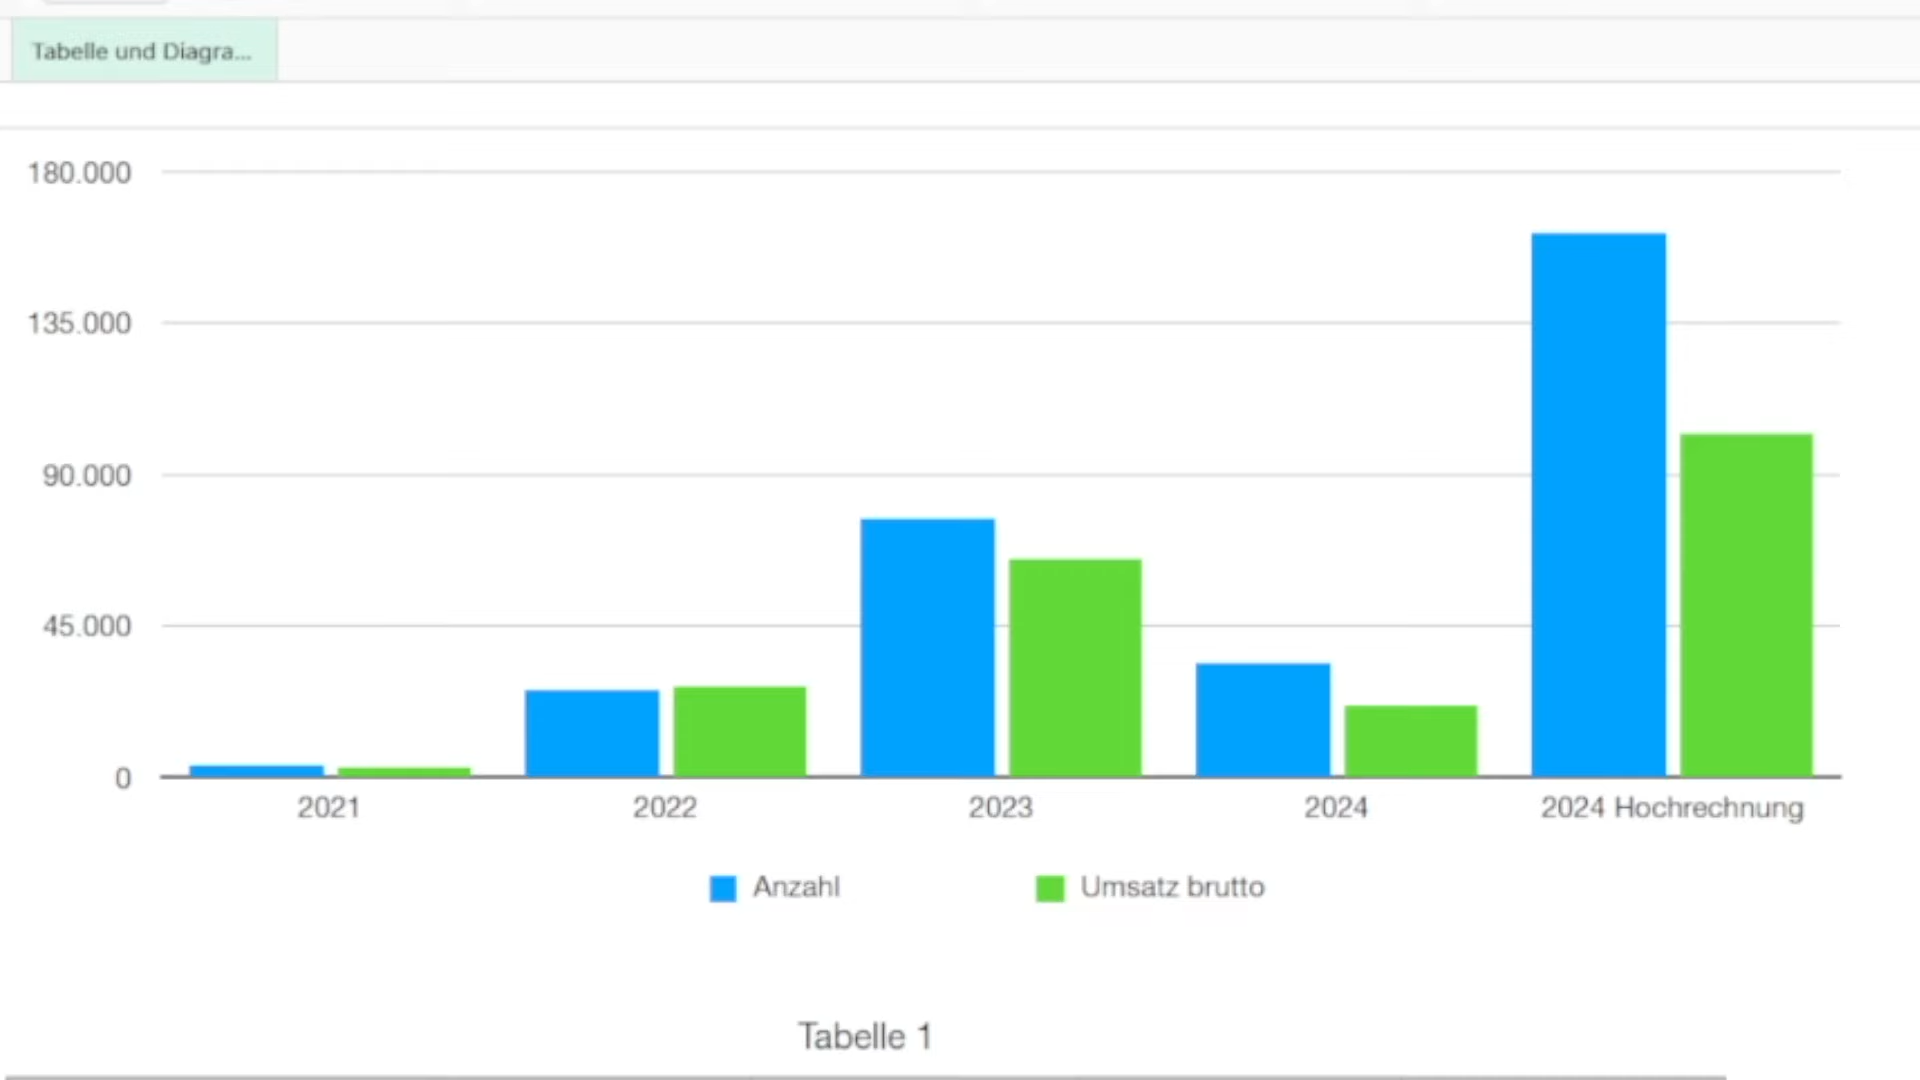 Tabelle und Diagra...
180.000
135.000
90.000
45.000
0
2021 2022 2023 2024 2024 Hochrechnung
Anzahl Umsatz brutto
Tabelle 1